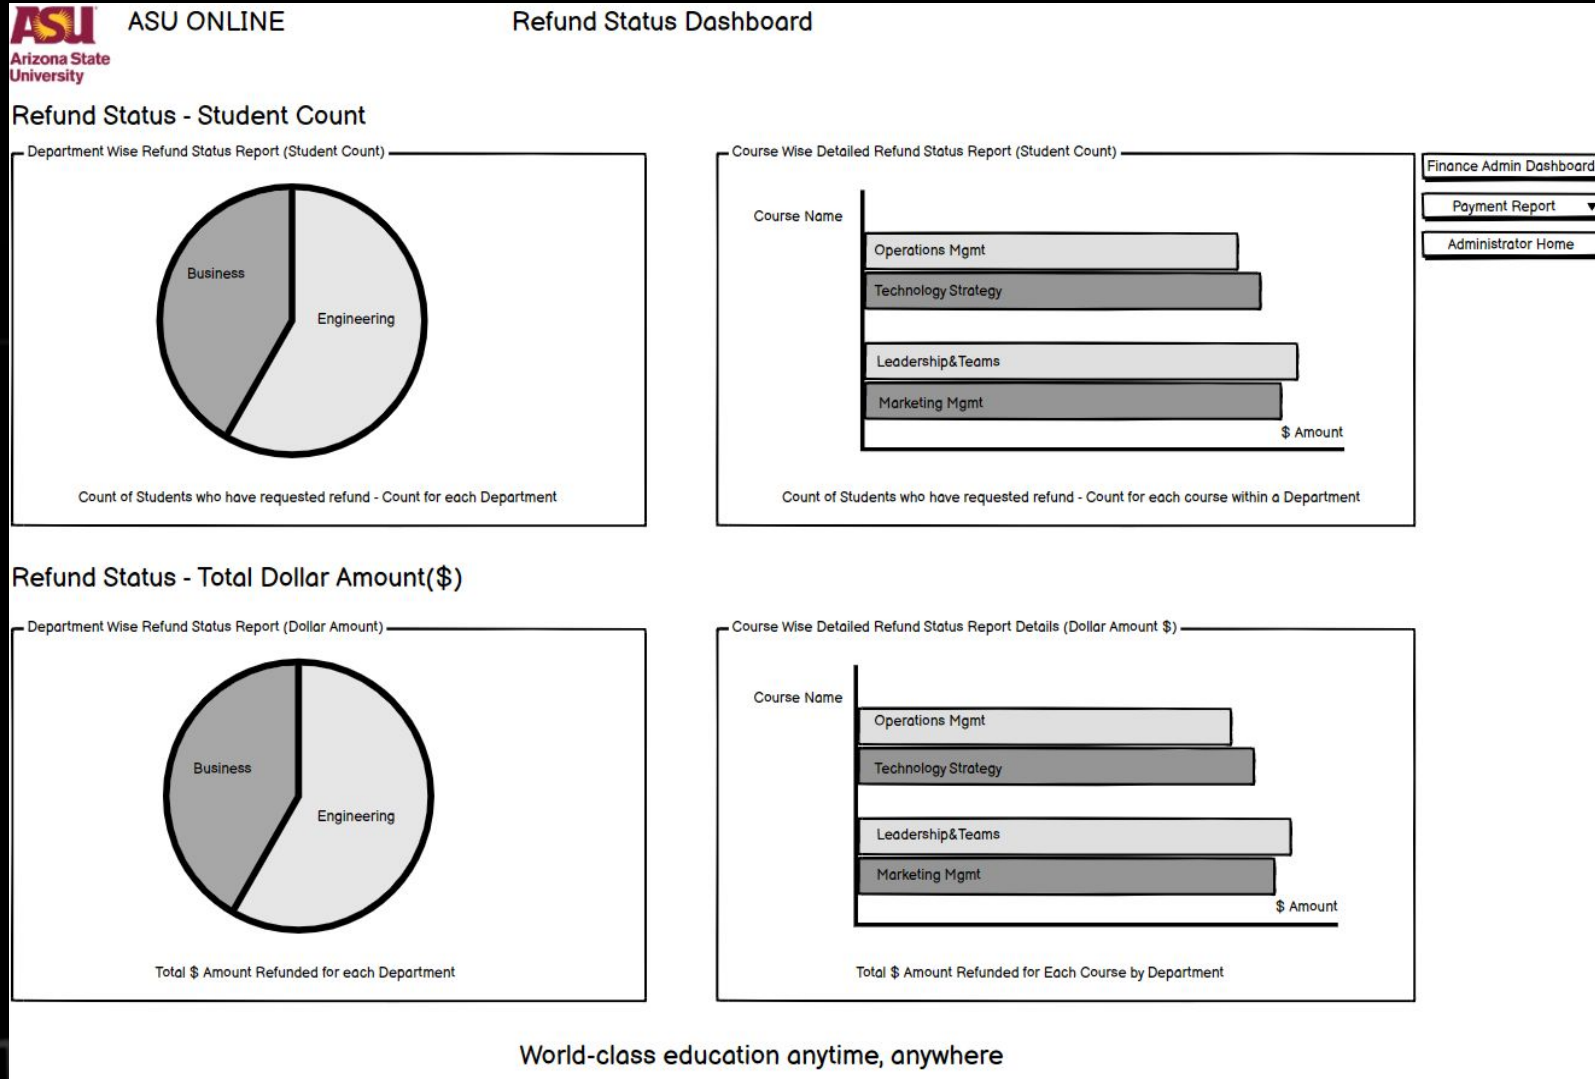 ASU
Arizona State
University
ASU ONLINE
Refund Status Dashboard
Refund Status - Student Count
Department Wise Refund Status Report (Student Count)
Business
Engineering
Count of Students who have requested refund - Count for each Department
Course Wise Detailed Refund Status Report (Student Count)
Course Name
Operations Mgmt
Technology Strategy
Leadership&Teams
Marketing Mgmt
$ Amount
Count of Students who have requested refund - Count for each course within a Department
Finance Admin Dashboard
Payment Report
Administrator Home
Refund Status - Total Dollar Amount($)
Department Wise Refund Status Report (Dollar Amount)
Business
Engineering
Total $ Amount Refunded for each Department
Course Wise Detailed Refund Status Report Details (Dollar Amount $)
Course Name
Operations Mgmt
Technology Strategy
Leadership&Teams
Marketing Mgmt
$ Amount
Total $ Amount Refunded for Each Course by Department
World-class education anytime, anywhere